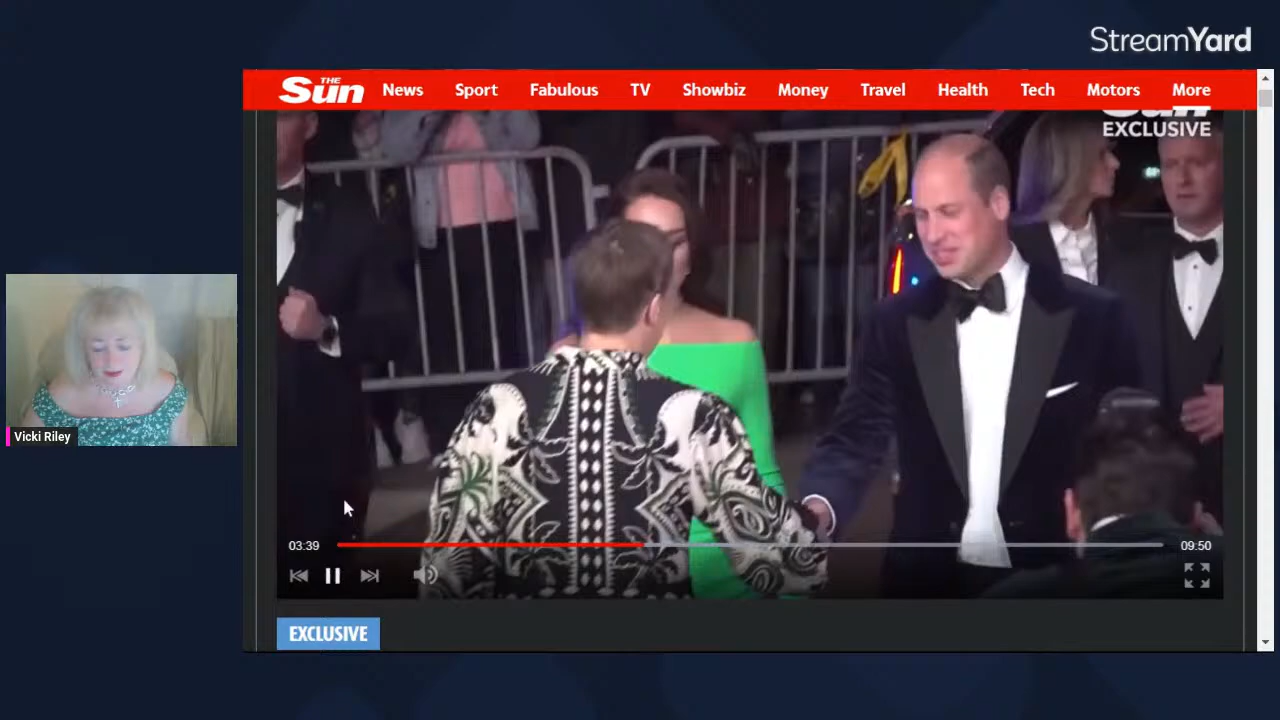 StreamYard
THE Sun News Sport Fabulous TV Showbiz Money Travel Health Tech Motors More
EXCLUSIVE
Vicki Riley
03:39
09:50
EXCLUSIVE